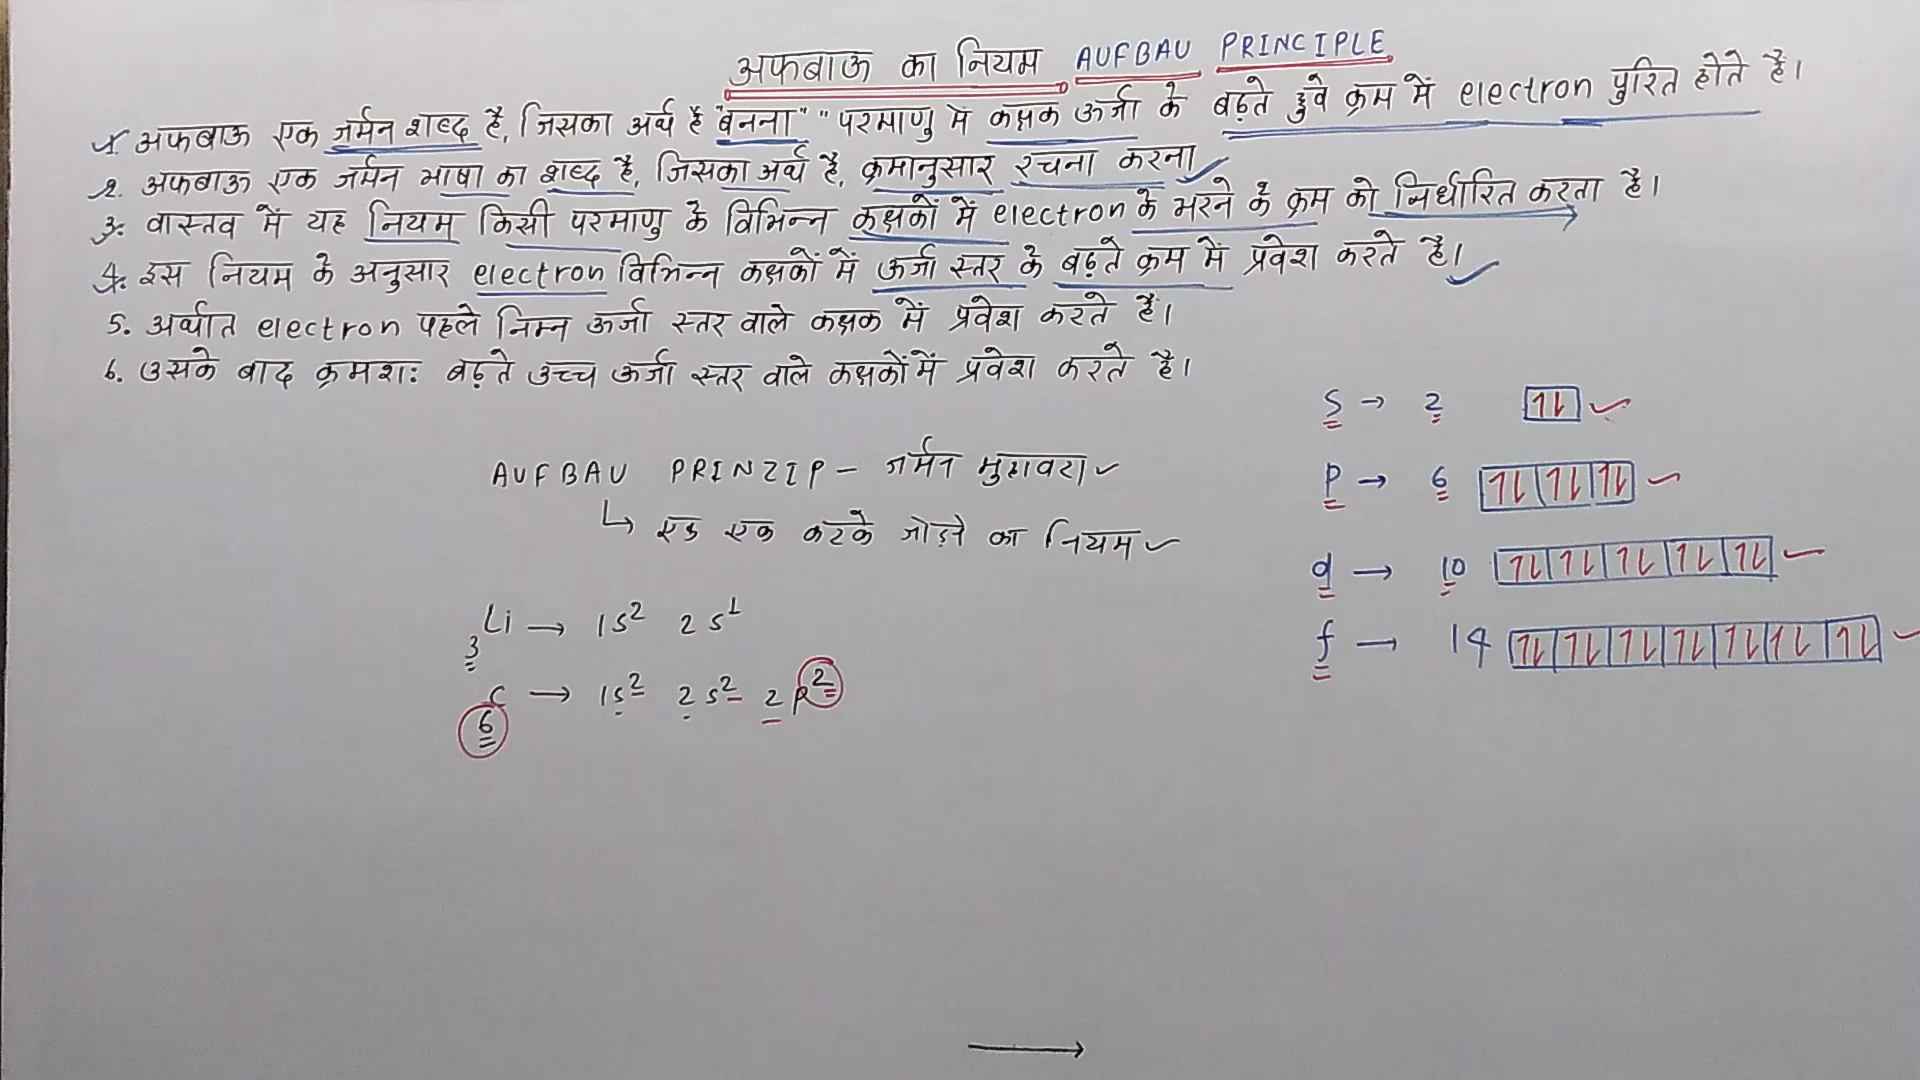 अफबाऊ का नियम AUFBAU PRINCIPLE
1. अफबाऊ एक जर्मन शब्द है, जिसका अर्थ है "बनना" "परमाणु में कक्षक ऊर्जा के बढ़ते हुवे क्रम में electron पुरित होते है।
2. अफबाऊ एक जर्मन भाषा का शब्द है, जिसका अर्थ है, क्रमानुसार रचना करना
3. वास्तव में यह नियम किसी परमाणु के विभिन्न कक्षकों में electron के भरने के क्रम को निर्धारित करता है।
4. इस नियम के अनुसार electron विभिन्न कक्षकों में ऊर्जा स्तर के बढ़ते क्रम में प्रवेश करते है।
5. अर्थात electron पहले निम्न ऊर्जा स्तर वाले कक्षक में प्रवेश करते है।
6. उसके बाद क्रमशः बढ़ते उच्च ऊर्जा स्तर वाले कक्षकों में प्रवेश करते है।
AUFBAU PRINZIP – जर्मन मुहावरा
↳ एक एक करके जोड़ने का नियम
₃Li → 1s² 2s¹
₆C → 1s² 2s² 2p²
S → 2 ↿⇂
P → 6 ↿⇂ ↿⇂ ↿⇂
d → 10 ↿⇂ ↿⇂ ↿⇂ ↿⇂ ↿⇂
f → 14 ↿⇂ ↿⇂ ↿⇂ ↿⇂ ↿⇂ ↿⇂ ↿⇂